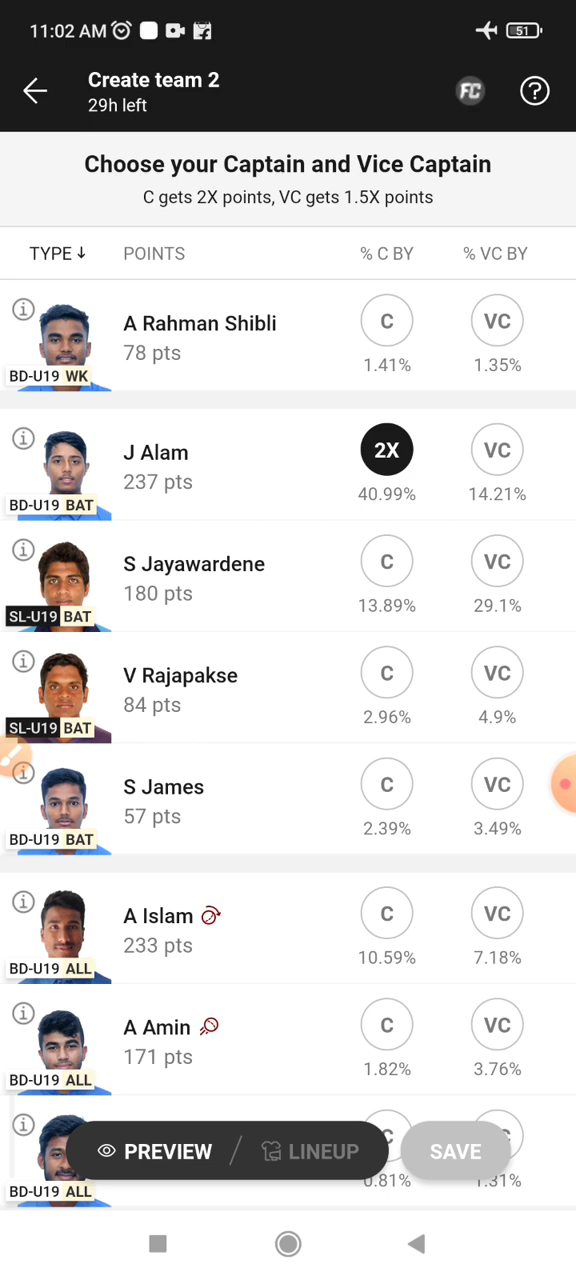 11:02 AM
51
Create team 2
29h left
FC
?
Choose your Captain and Vice Captain
C gets 2X points, VC gets 1.5X points
TYPE ↓ POINTS % C BY % VC BY
A Rahman Shibli
78 pts
C VC
1.41% 1.35%
BD-U19 WK
J Alam
237 pts
2X VC
40.99% 14.21%
BD-U19 BAT
S Jayawardene
180 pts
C VC
13.89% 29.1%
SL-U19 BAT
V Rajapakse
84 pts
C VC
2.96% 4.9%
SL-U19 BAT
S James
57 pts
C VC
2.39% 3.49%
BD-U19 BAT
A Islam
233 pts
C VC
10.59% 7.18%
BD-U19 ALL
A Amin
171 pts
C VC
1.82% 3.76%
BD-U19 ALL
PREVIEW / LINEUP SAVE
0.81% 1.31%
BD-U19 ALL